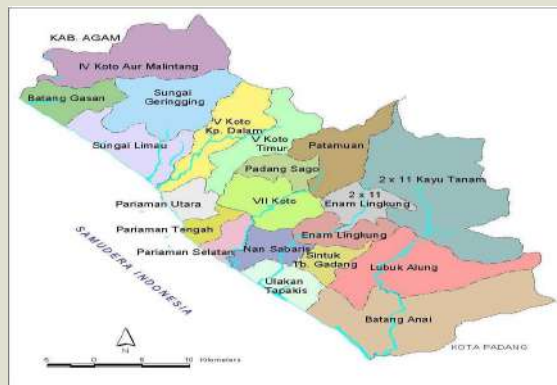 KAB. AGAM
IV Koto Aur Malintang
Batang Gasan
Sungai
Geringging
Sungai Limau
V Koto
Kp. Dalam
V Koto
Timur
Patamuan
Padang Sago
2 x 11 Kayu Tanam
2 x 11
Enam Lingkung
Pariaman Utara
VII Koto
Pariaman Tengah
Enam Lingkung
Pariaman Selatan
Nan Sabaris
Sintuk
Tb. Gadang
Lubuk Alung
Ulakan
Tapakis
SAMUDERA INDONESIA
Batang Anai
KOTA PADANG
N
0
10
Kilometers